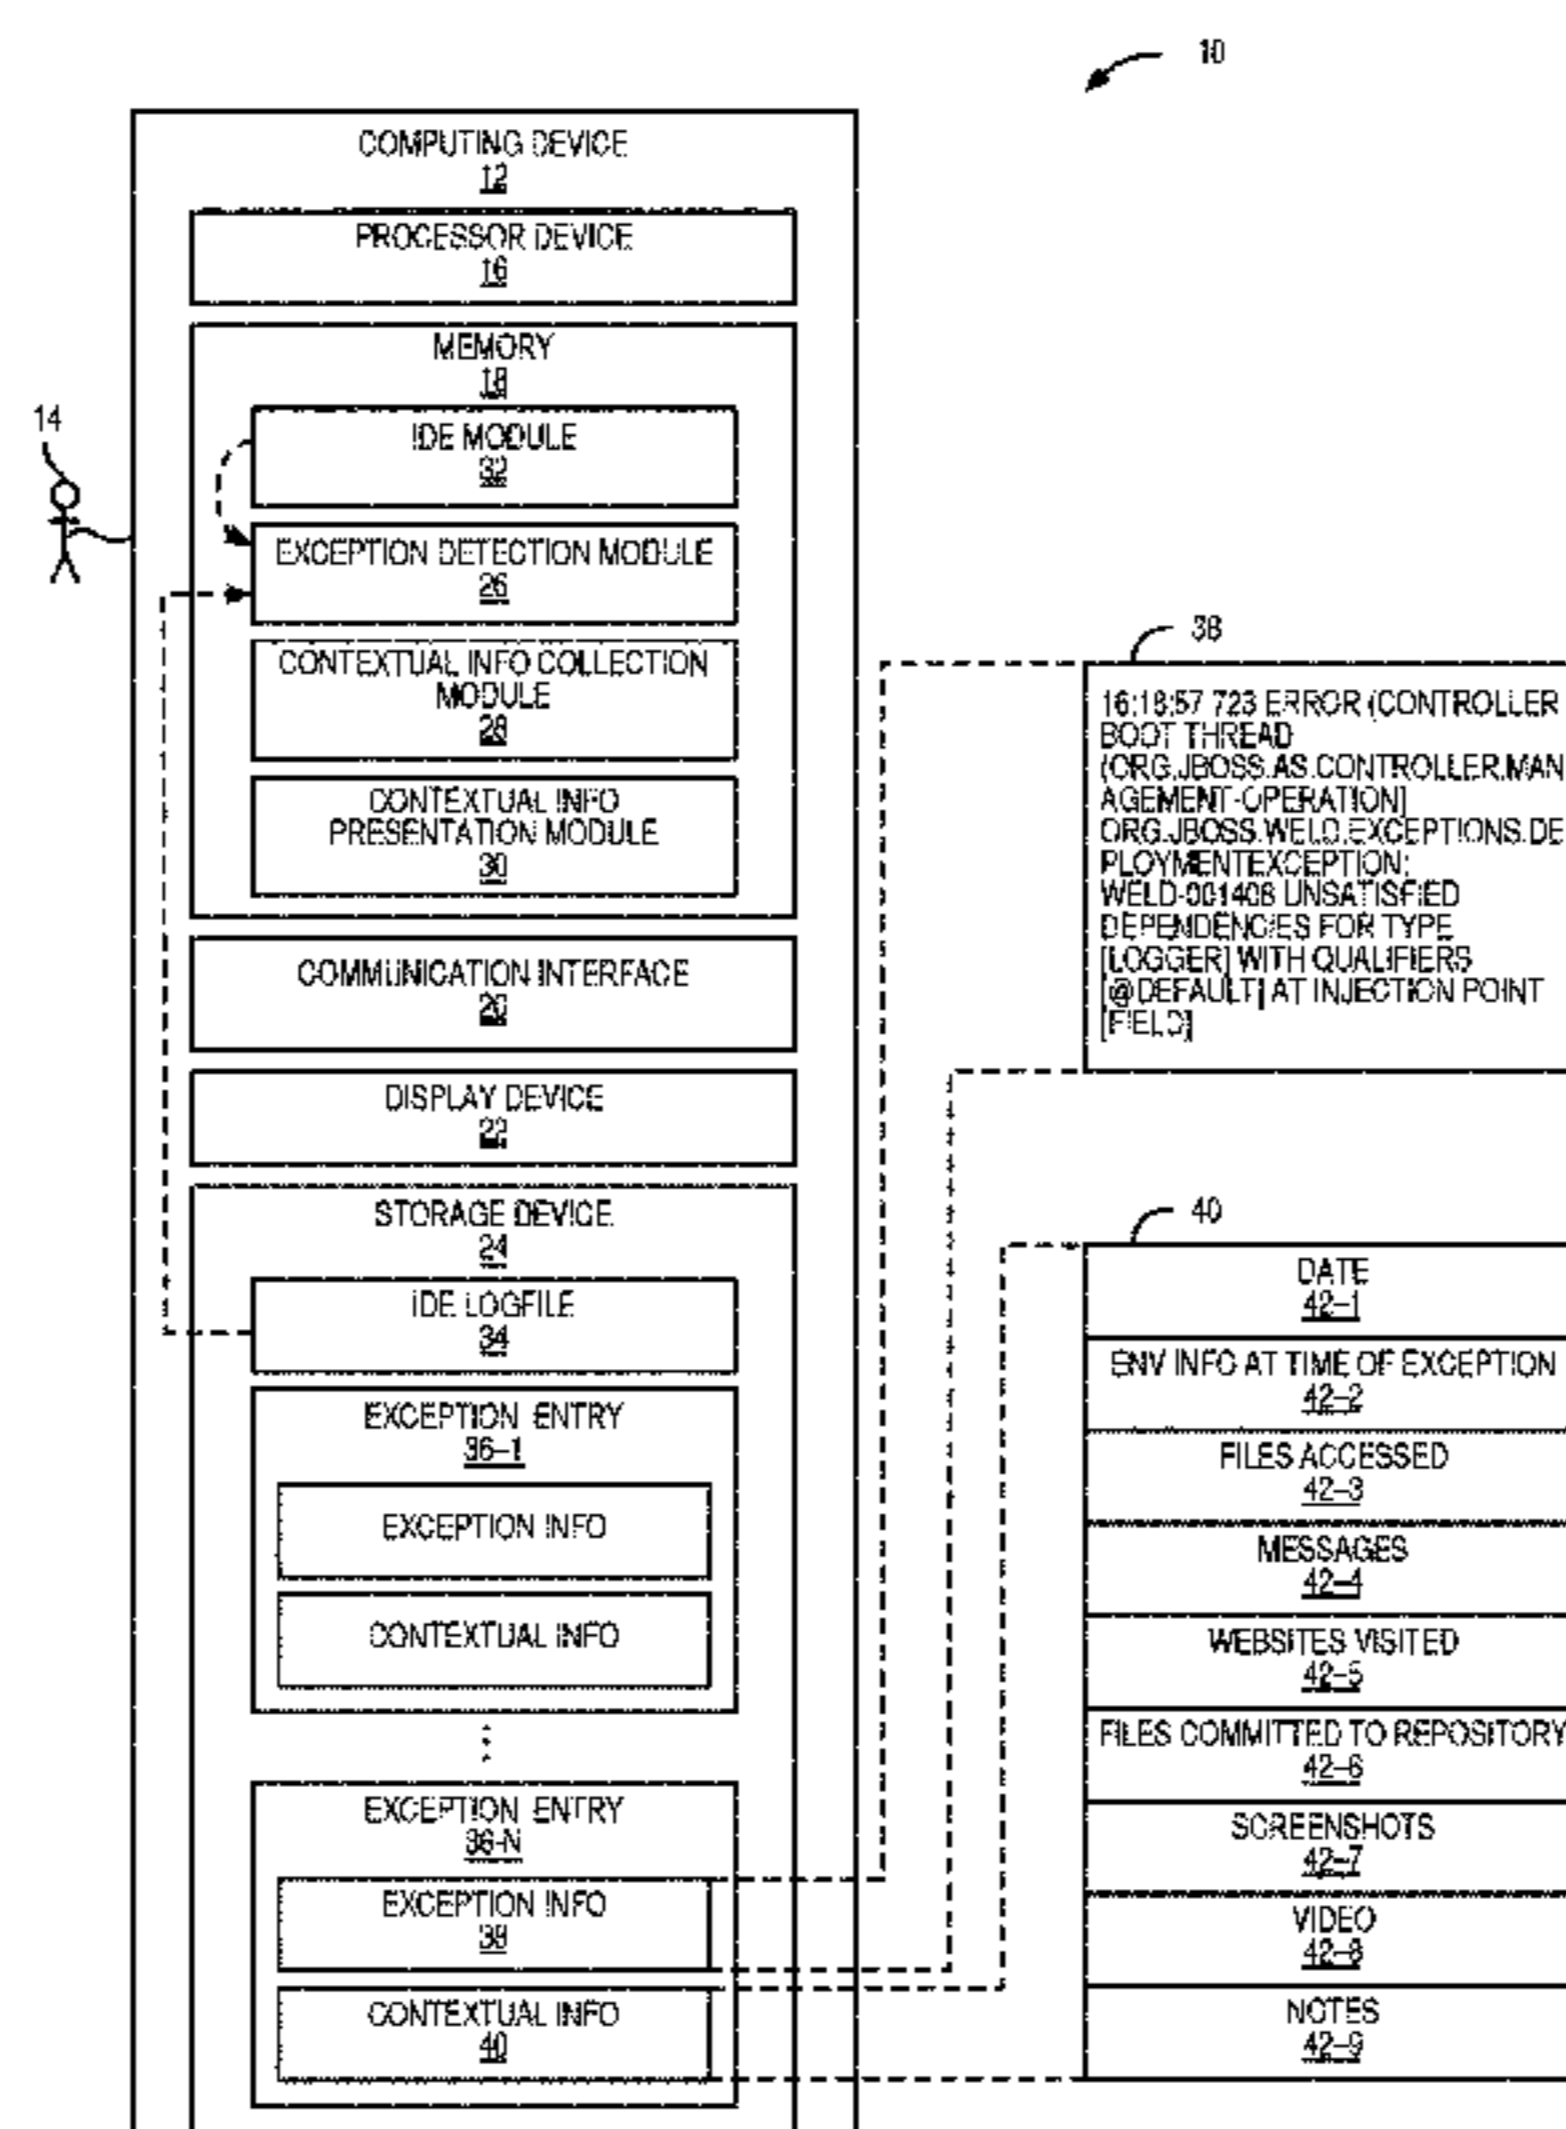 10
COMPUTING DEVICE
12
PROCESSOR DEVICE
16
MEMORY
18
14
IDE MODULE
32
EXCEPTION DETECTION MODULE
26
CONTEXTUAL INFO COLLECTION
MODULE
28
CONTEXTUAL INFO
PRESENTATION MODULE
30
COMMUNICATION INTERFACE
20
DISPLAY DEVICE
22
STORAGE DEVICE
24
IDE LOGFILE
34
EXCEPTION ENTRY
36-1
EXCEPTION INFO
CONTEXTUAL INFO
EXCEPTION ENTRY
36-N
EXCEPTION INFO
38
CONTEXTUAL INFO
40
38
16:18:57 723 ERROR (CONTROLLER
BOOT THREAD
(ORG.JBOSS.AS.CONTROLLER.MAN
AGEMENT-OPERATION]
ORG.JBOSS.WELD.EXCEPTIONS.DE
PLOYMENTEXCEPTION:
WELD-001408 UNSATISFIED
DEPENDENCIES FOR TYPE
[LOGGER] WITH QUALIFIERS
[@DEFAULT] AT INJECTION POINT
[FIELD]
40
DATE
42-1
ENV INFO AT TIME OF EXCEPTION
42-2
FILES ACCESSED
42-3
MESSAGES
42-4
WEBSITES VISITED
42-5
FILES COMMITTED TO REPOSITORY
42-6
SCREENSHOTS
42-7
VIDEO
42-8
NOTES
42-9